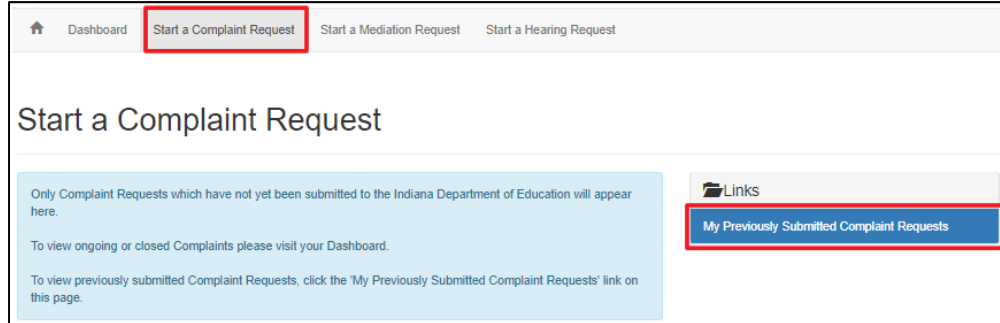 Dashboard Start a Complaint Request Start a Mediation Request Start a Hearing Request
Start a Complaint Request
Only Complaint Requests which have not yet been submitted to the Indiana Department of Education will appear
here.
To view ongoing or closed Complaints please visit your Dashboard.
To view previously submitted Complaint Requests, click the 'My Previously Submitted Complaint Requests' link on
this page.
Links
My Previously Submitted Complaint Requests